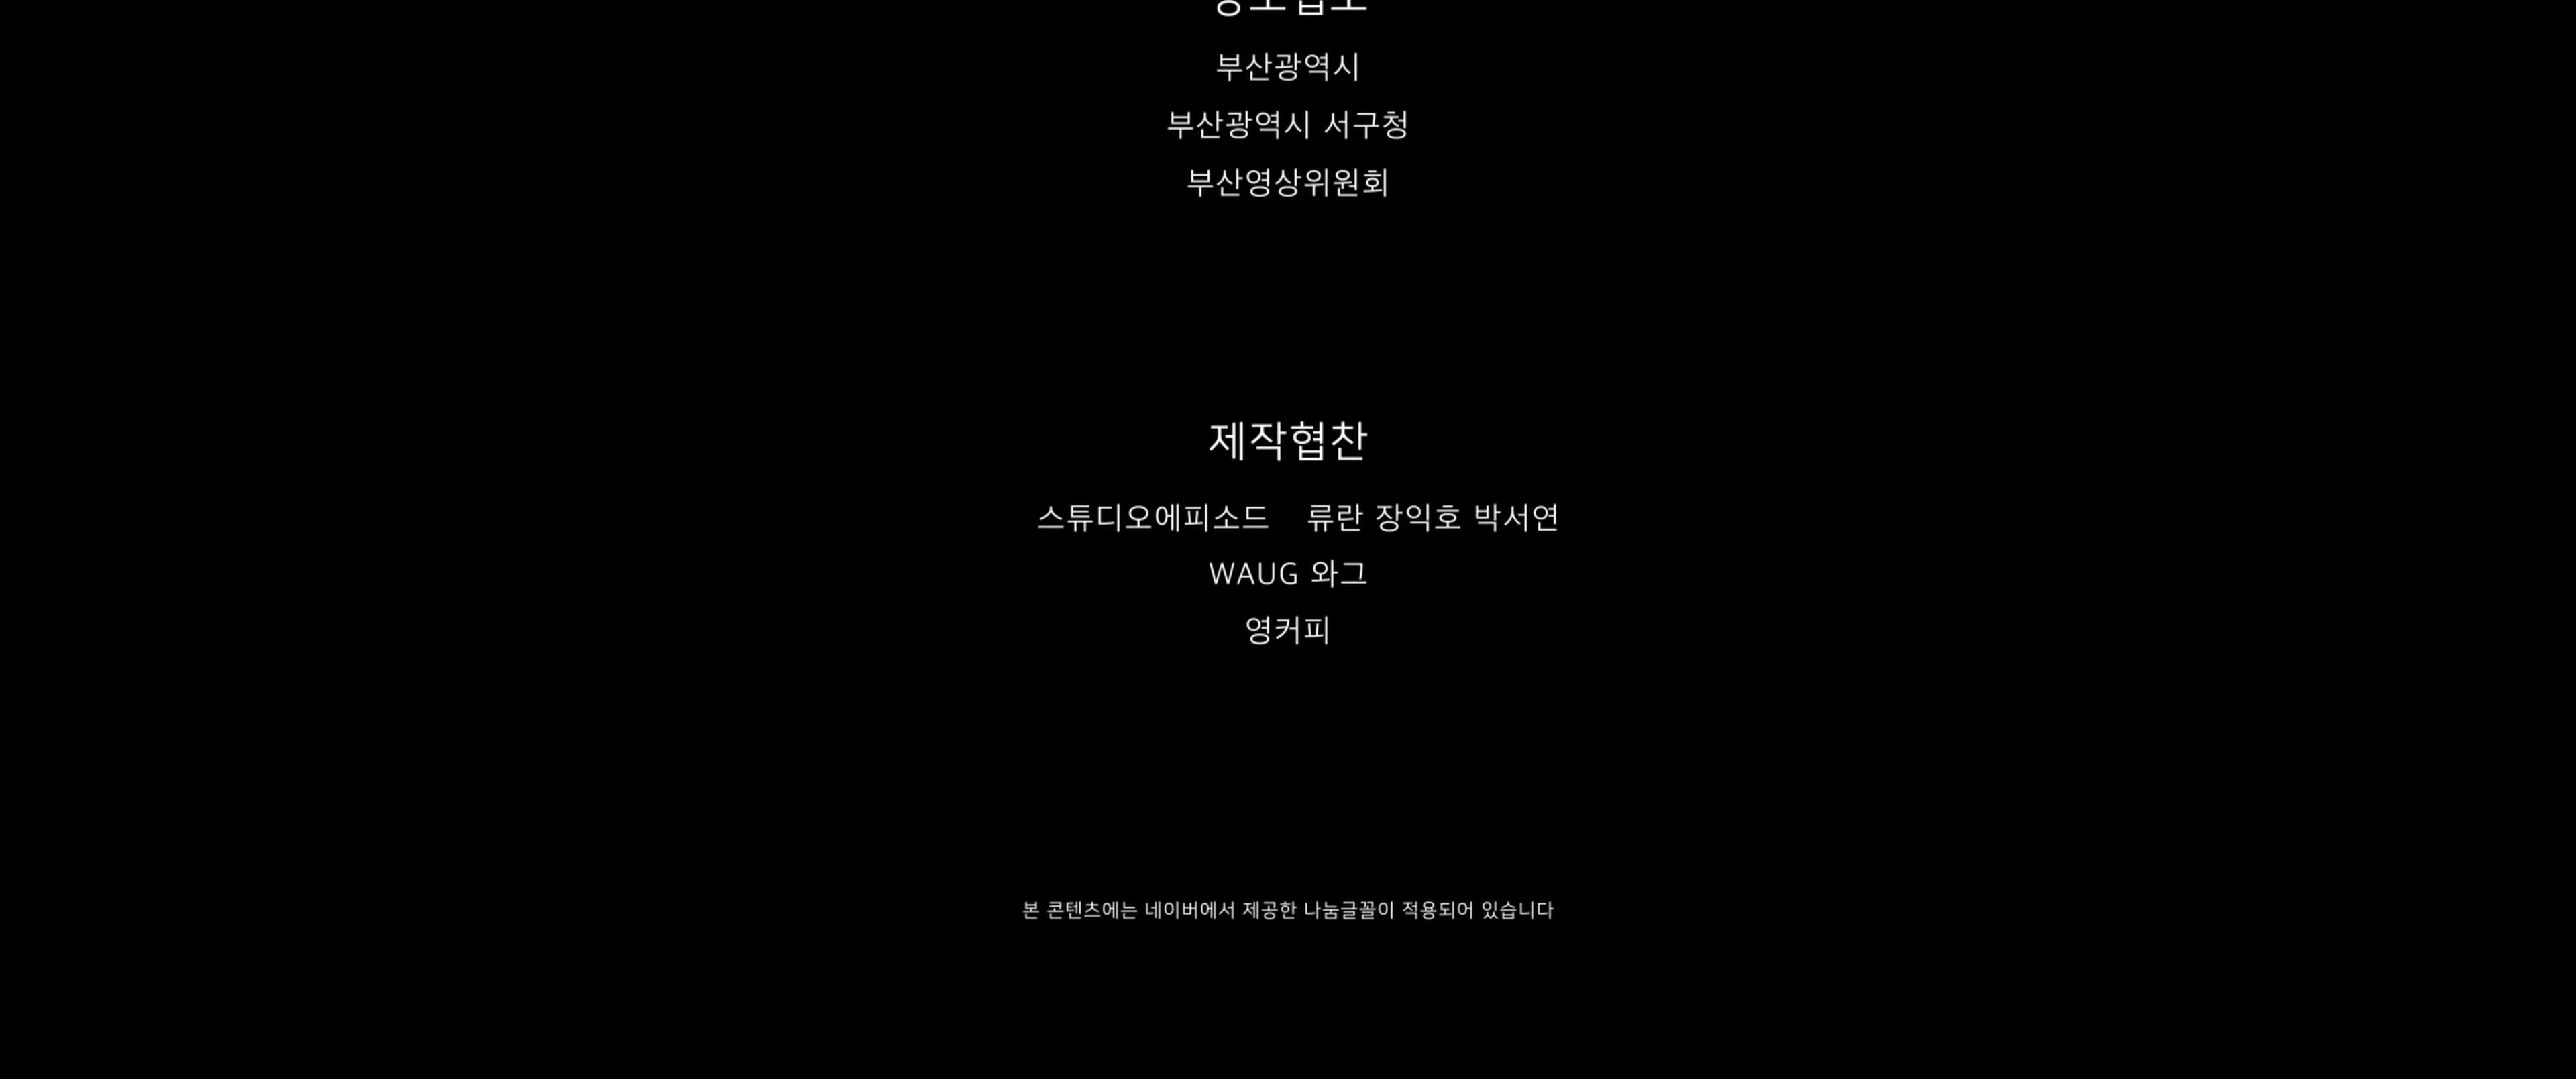 부산광역시
부산광역시 서구청
부산영상위원회
제작협찬
스튜디오에피소드 류란 장익호 박서연
WAUG 와그
영커피
본 콘텐츠에는 네이버에서 제공한 나눔글꼴이 적용되어 있습니다